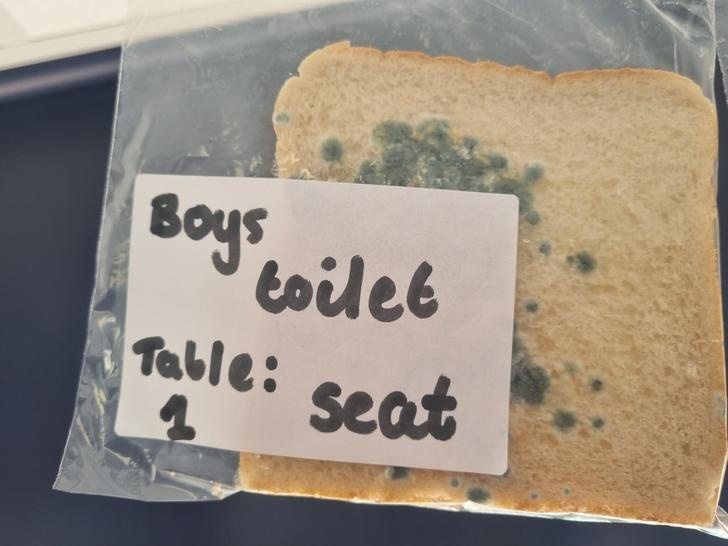 Boys
toilet
Table:
1 seat